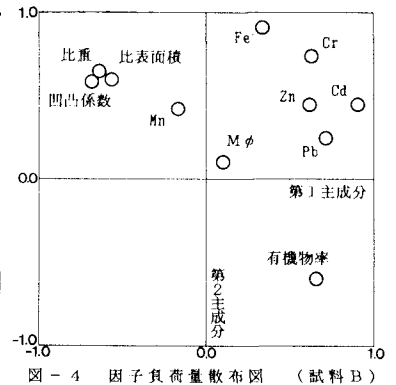 1.0
Fe
Cr
比重
比表面積
凹凸係数
Zn
Cd
Mn
Mφ
Pb
0.0
第1主成分
有機物率
第2主成分
-1.0
-1.0
0.0
1.0
図-4 因子負荷量散布図 (試料B)